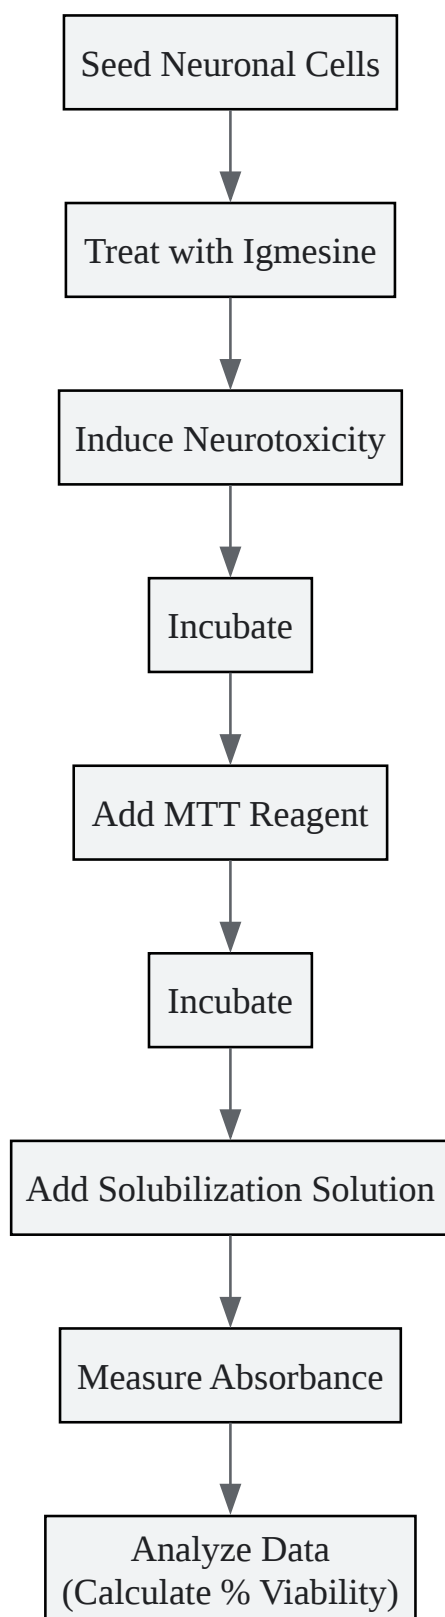 Seed Neuronal Cells
Treat with Igmesine
Induce Neurotoxicity
Incubate
Add MTT Reagent
Incubate
Add Solubilization Solution
Measure Absorbance
Analyze Data
(Calculate % Viability)